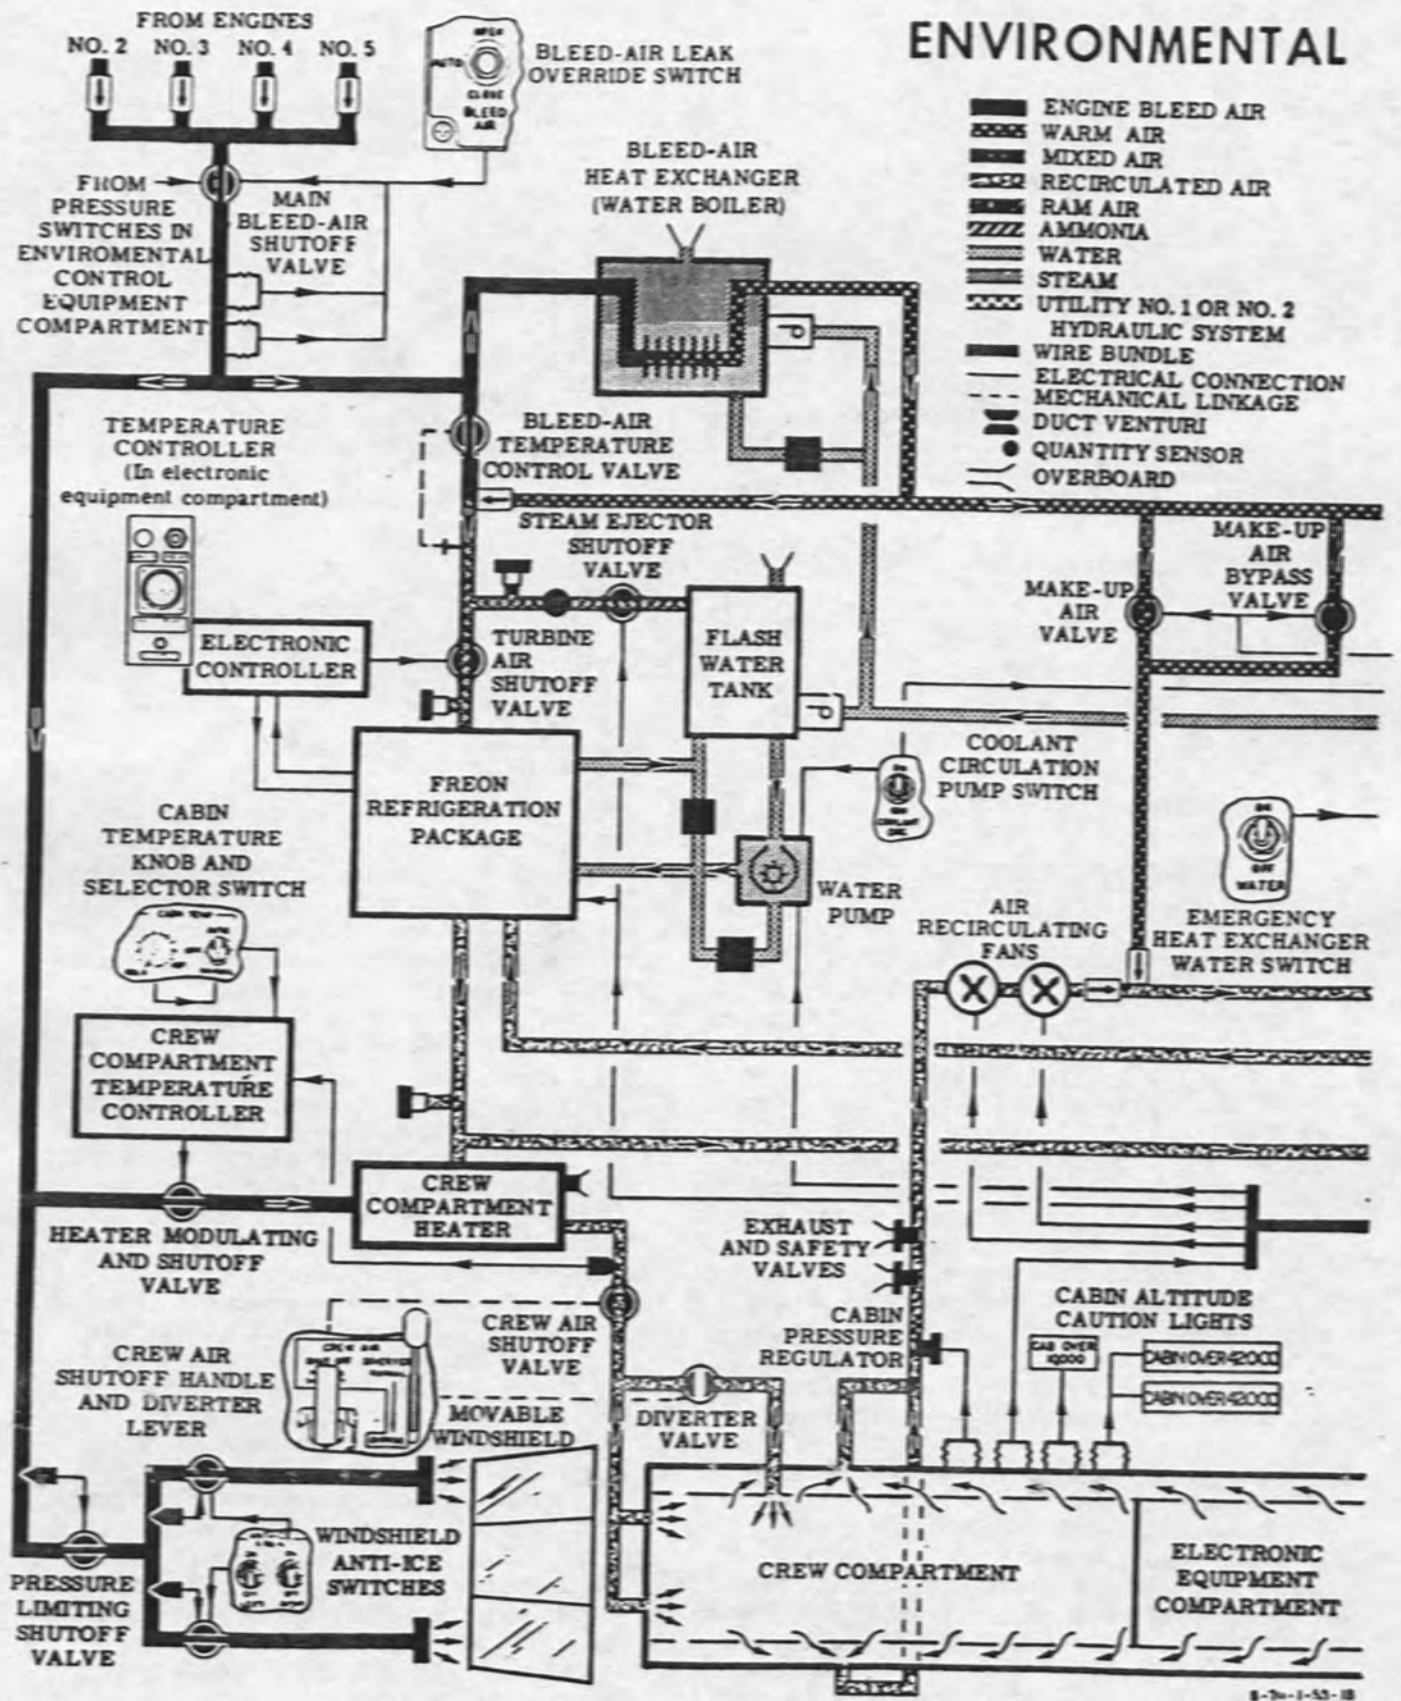 ENVIRONMENTAL
FROM ENGINES
NO. 2 NO. 3 NO. 4 NO. 5
OPEN
AUTO
CLOSE
BLEED
AIR
BLEED-AIR LEAK
OVERRIDE SWITCH
ENGINE BLEED AIR
WARM AIR
MIXED AIR
RECIRCULATED AIR
RAM AIR
AMMONIA
WATER
STEAM
UTILITY NO. 1 OR NO. 2
HYDRAULIC SYSTEM
WIRE BUNDLE
ELECTRICAL CONNECTION
MECHANICAL LINKAGE
DUCT VENTURI
QUANTITY SENSOR
OVERBOARD
BLEED-AIR
HEAT EXCHANGER
(WATER BOILER)
FROM
PRESSURE
SWITCHES IN
ENVIROMENTAL
CONTROL
EQUIPMENT
COMPARTMENT
MAIN
BLEED-AIR
SHUTOFF
VALVE
P
TEMPERATURE
CONTROLLER
(In electronic
equipment compartment)
BLEED-AIR
TEMPERATURE
CONTROL VALVE
STEAM EJECTOR
SHUTOFF
VALVE
MAKE-UP
AIR
BYPASS
VALVE
MAKE-UP
AIR
VALVE
ELECTRONIC
CONTROLLER
TURBINE
AIR
SHUTOFF
VALVE
FLASH
WATER
TANK
P
COOLANT
CIRCULATION
PUMP SWITCH
FREON
REFRIGERATION
PACKAGE
WATER
PUMP
ON
OFF
WATER
EMERGENCY
HEAT EXCHANGER
WATER SWITCH
AIR
RECIRCULATING
FANS
CABIN
TEMPERATURE
KNOB AND
SELECTOR SWITCH
CABIN TEMP
CREW
COMPARTMENT
TEMPERATURE
CONTROLLER
CREW
COMPARTMENT
HEATER
HEATER MODULATING
AND SHUTOFF
VALVE
EXHAUST
AND SAFETY
VALVES
CABIN
PRESSURE
REGULATOR
CABIN ALTITUDE
CAUTION LIGHTS
CAB OVER
10,000
CABIN OVER 42000
CABIN OVER 42000
CREW AIR
SHUTOFF
VALVE
CREW AIR
SHUTOFF HANDLE
AND DIVERTER
LEVER
CREW AIR
DIVERTER
MOVABLE
WINDSHIELD
DIVERTER
VALVE
WINDSHIELD
ANTI-ICE
SWITCHES
PRESSURE
LIMITING
SHUTOFF
VALVE
CREW COMPARTMENT
ELECTRONIC
EQUIPMENT
COMPARTMENT